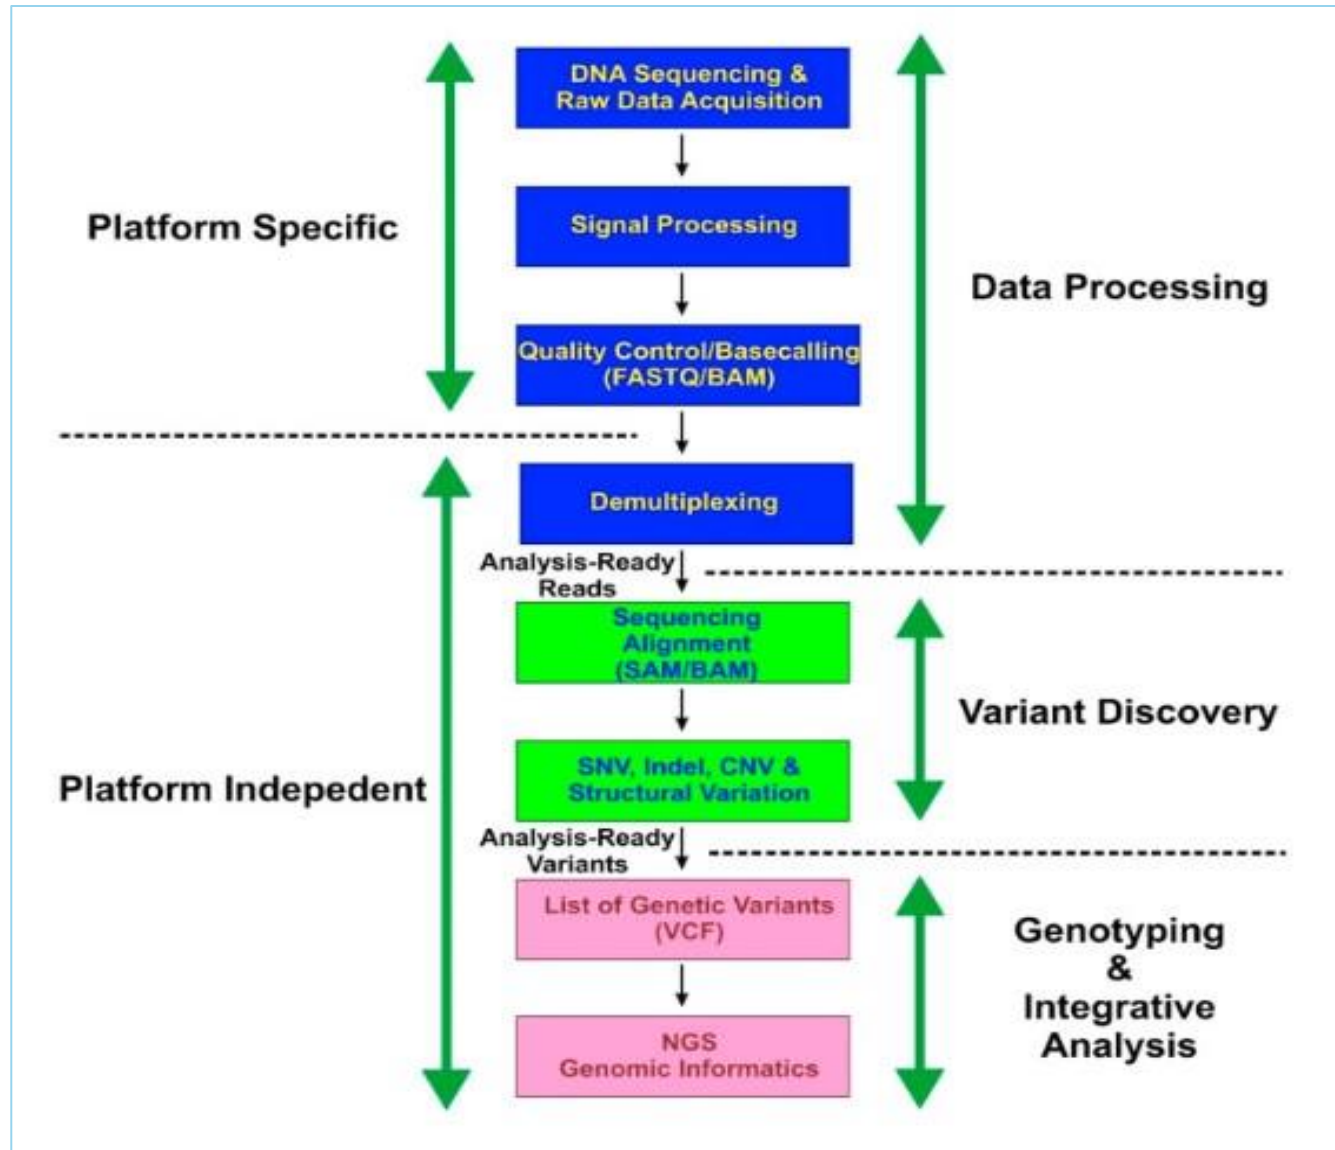 DNA Sequencing &
Raw Data Acquisition
Platform Specific
Signal Processing
Data Processing
Quality Control/Basecalling
(FASTQ/BAM)
Demultiplexing
Analysis-Ready
Reads
Sequencing
Alignment
(SAM/BAM)
Variant Discovery
Platform Indepedent
SNV, Indel, CNV &
Structural Variation
Analysis-Ready
Variants
List of Genetic Variants
(VCF)
Genotyping
&
Integrative
Analysis
NGS
Genomic Informatics